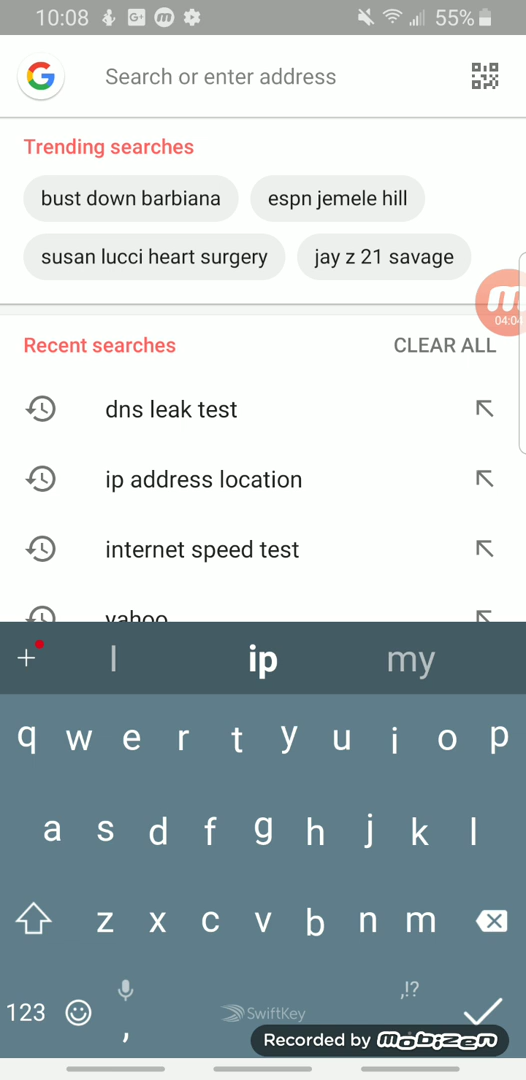 10:08 G+ m 55%
G Search or enter address
Trending searches
bust down barbiana espn jemele hill
susan lucci heart surgery jay z 21 savage
m
04:04
Recent searches CLEAR ALL
dns leak test
ip address location
internet speed test
yahoo
+ I ip my
q w e r t y u i o p
a s d f g h j k l
z x c v b n m
,!?
123 , SwiftKey
Recorded by mobizen